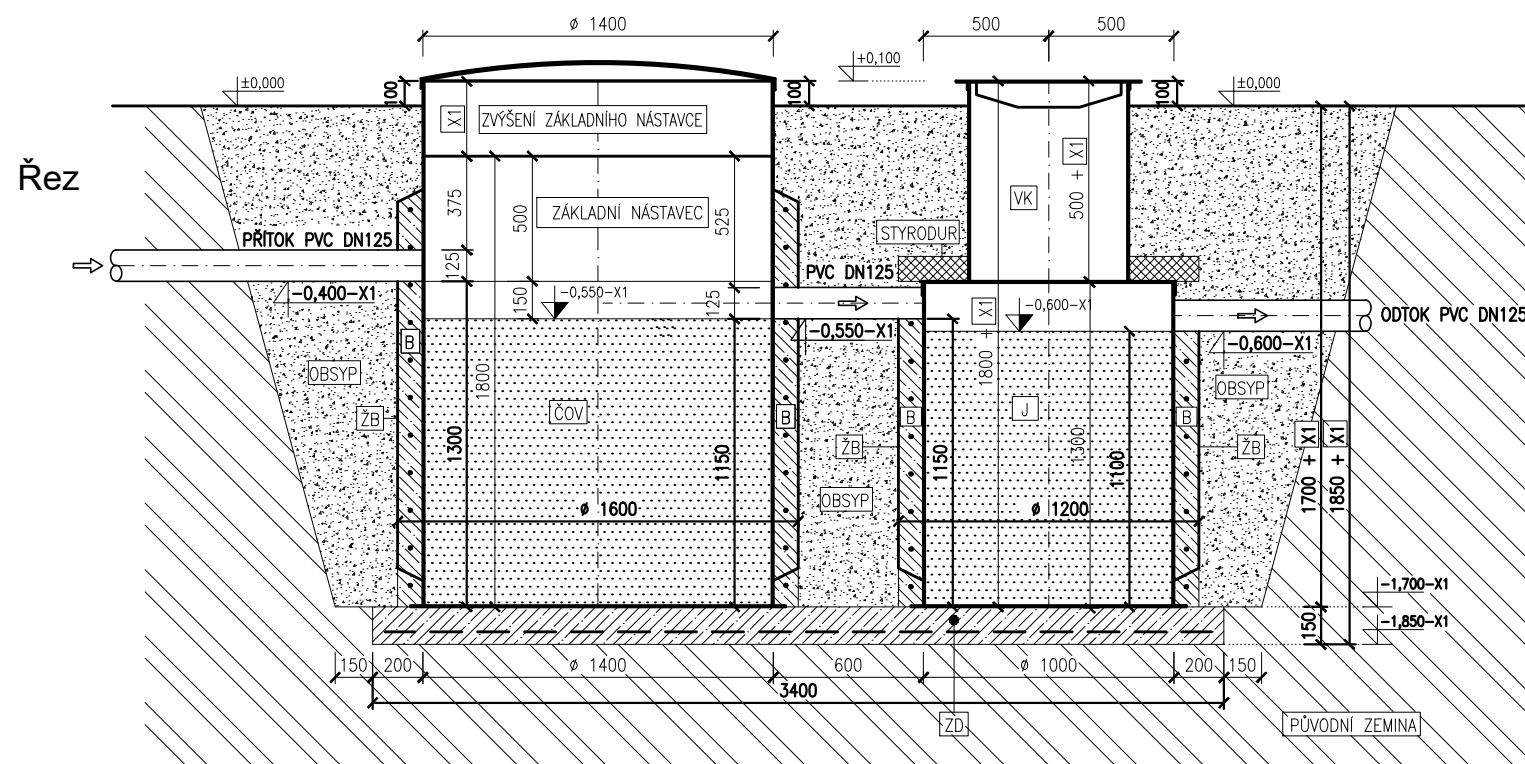 ø 1400
500
500
±0,000
+0,100
±0,000
100
100
100
X1
ZVÝŠENÍ ZÁKLADNÍHO NÁSTAVCE
Řez
375
500
ZÁKLADNÍ NÁSTAVEC
525
VK
500 + X1
STYRODUR
PŘÍTOK PVC DN125
125
PVC DN125
-0,400-X1
150
-0,550-X1
125
-0,550-X1
1800 + X1
-0,600-X1
ODTOK PVC DN125
-0,600-X1
B
OBSYP
OBSYP
ŽB
1800
ČOV
B
B
J
B
ŽB
ŽB
1300
1150
1150
1300
1100
1700 + X1
1850 + X1
OBSYP
ø 1600
ø 1200
-1,700-X1
150
-1,850-X1
150
200
ø 1400
600
ø 1000
200
150
3400
ZD
PŮVODNÍ ZEMINA